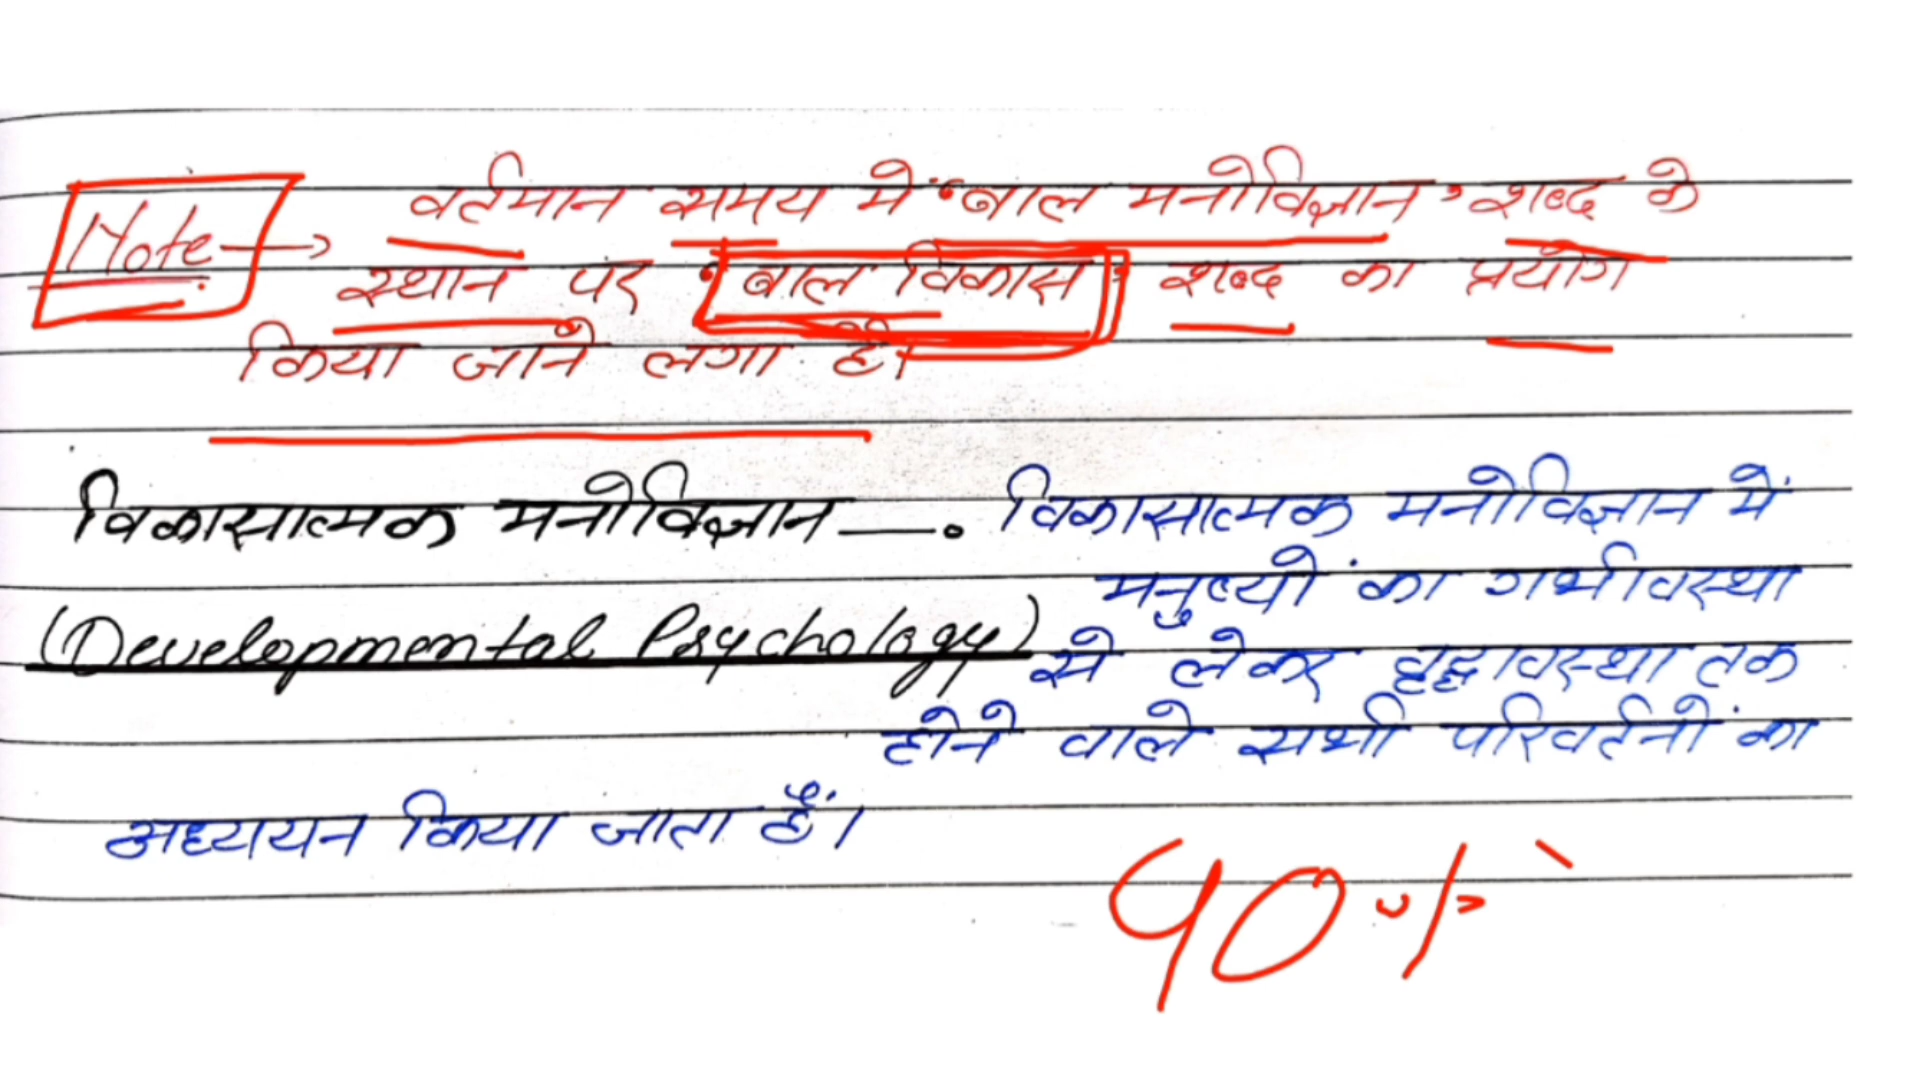 Note → वर्तमान समय में "बाल मनोविज्ञान" शब्द के
स्थान पर "बाल विकास" शब्द का प्रयोग
किया जाने लगा है।
विकासात्मक मनोविज्ञान —. विकासात्मक मनोविज्ञान में
मनुष्यों का गर्भावस्था
(Developmental Psychology) से लेकर वृद्धावस्था तक
होने वाले सभी परिवर्तनों का
अध्ययन किया जाता हैं।